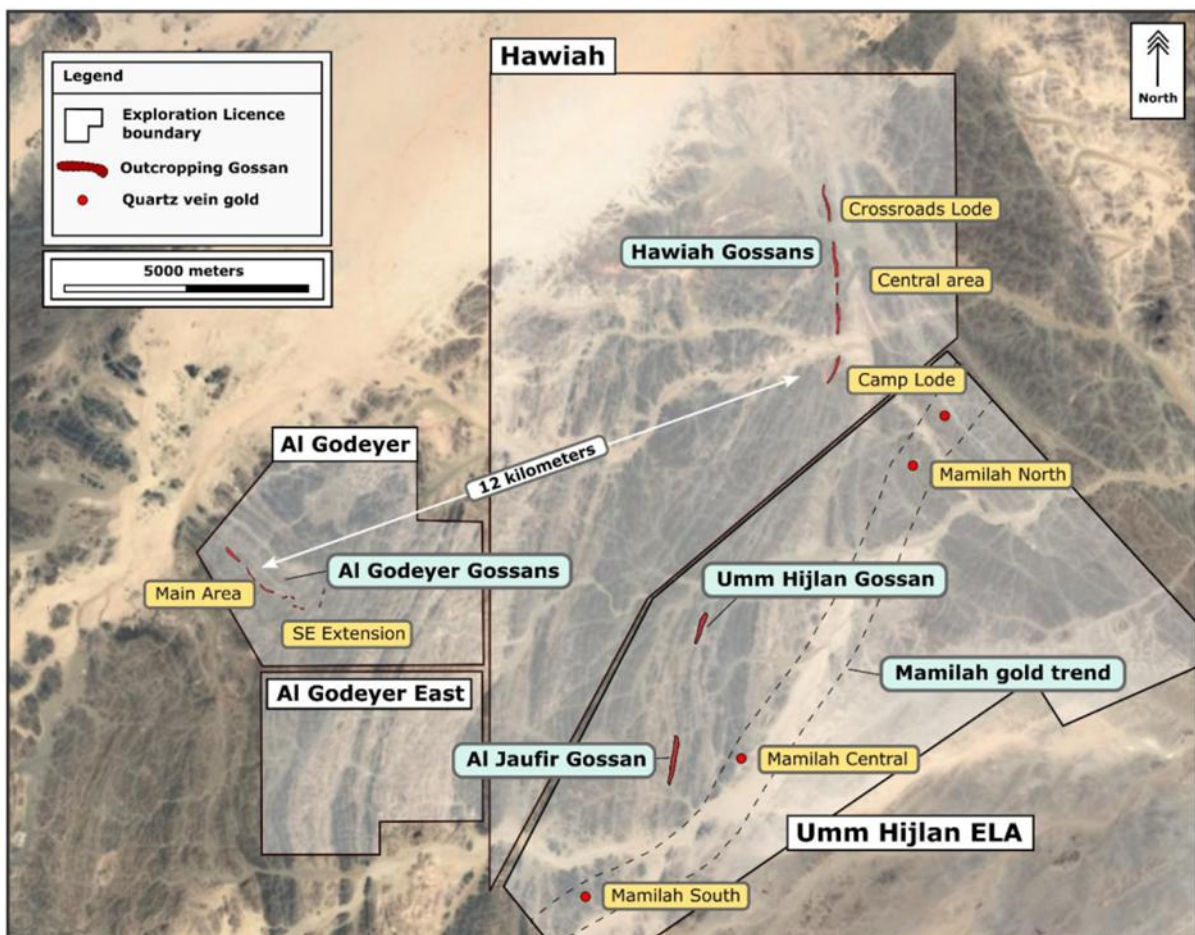 Hawiah
North
Legend
Exploration Licence
boundary
Outcropping Gossan
Quartz vein gold
5000 meters
Crossroads Lode
Hawiah Gossans
Central area
Camp Lode
Al Godeyer
12 kilometers
Mamilah North
Al Godeyer Gossans
Main Area
Umm Hijlan Gossan
SE Extension
Mamilah gold trend
Al Godeyer East
Al Jaufir Gossan
Mamilah Central
Umm Hijlan ELA
Mamilah South